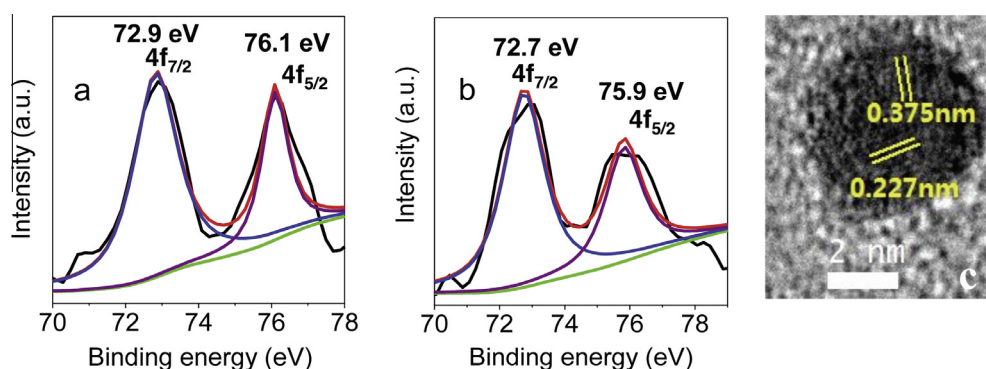 72.9 eV
4f7/2
76.1 eV
4f5/2
a
Intensity (a.u.)
70 72 74 76 78
Binding energy (eV)
72.7 eV
4f7/2
75.9 eV
4f5/2
b
Intensity (a.u.)
70 72 74 76 78
Binding energy (eV)
0.375nm
0.227nm
2 nm
c